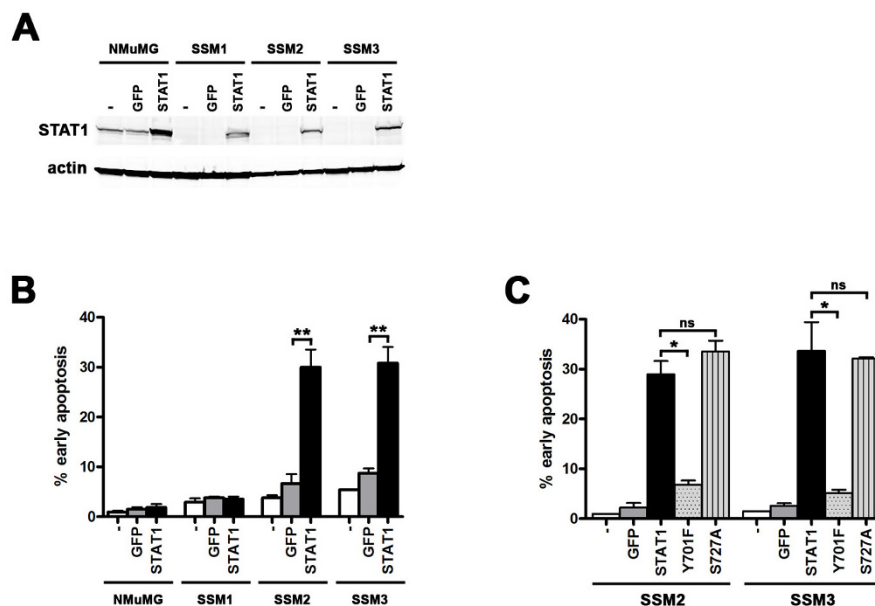 A
NMuMG SSM1 SSM2 SSM3
- GFP STAT1 - GFP STAT1 - GFP STAT1 - GFP STAT1
STAT1
actin
B
% early apoptosis
40
30
20
10
0
** **
- GFP STAT1 - GFP STAT1 - GFP STAT1 - GFP STAT1
NMuMG SSM1 SSM2 SSM3
C
% early apoptosis
40
30
20
10
0
ns ns
* *
- GFP STAT1 Y701F S727A - GFP STAT1 Y701F S727A
SSM2 SSM3